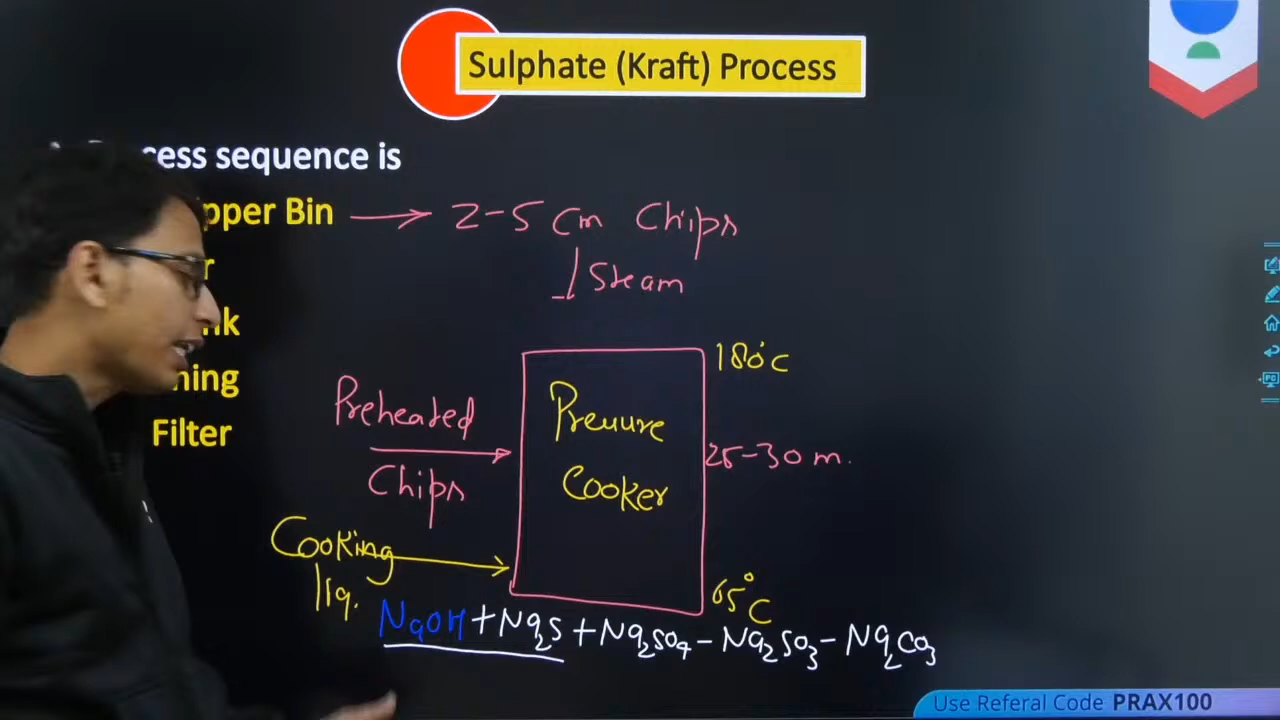 Sulphate (Kraft) Process
cess sequence is
pper Bin → 2-5 cm Chips
r
Steam
nk
180°C
ning
Preheated
Chips
Pressure
Cooker
25-30 m.
Filter
Cooking
liq.
65°C
NaOH + Na2S + Na2SO4 - Na2SO3 - Na2CO3
Use Referal Code PRAX100